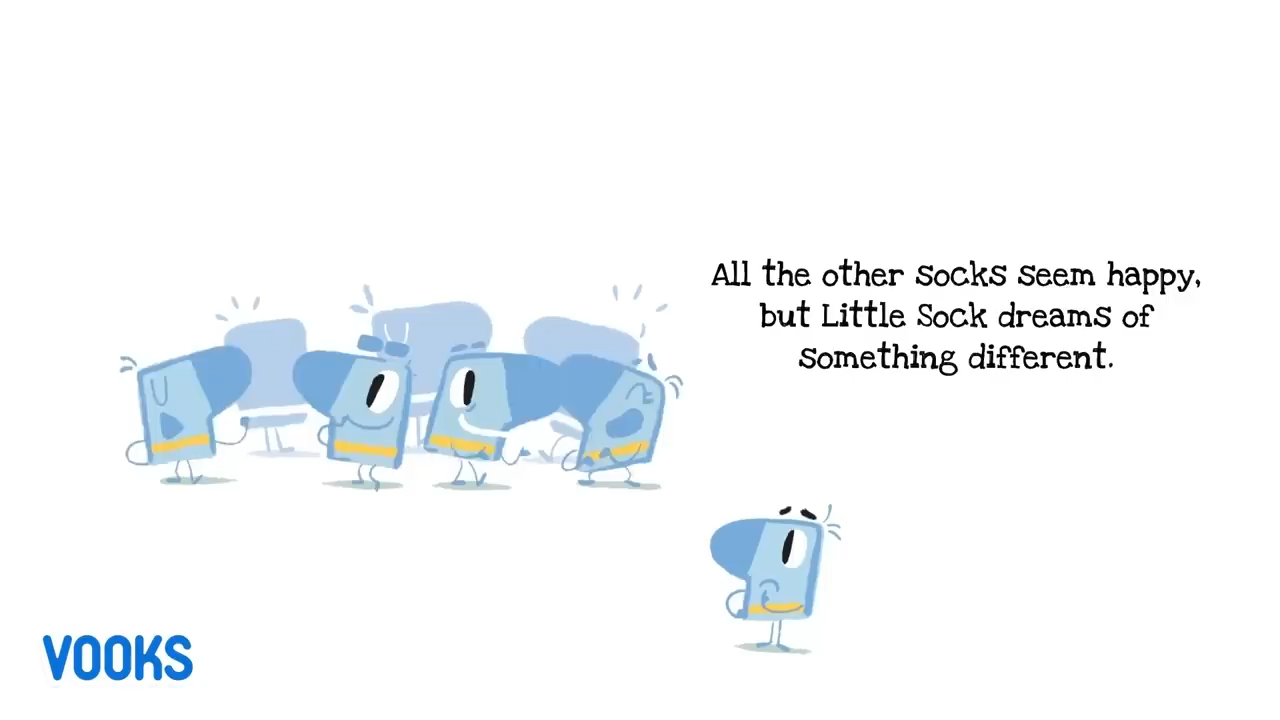 All the other socks seem happy,
but Little Sock dreams of
something different.
VOOKS